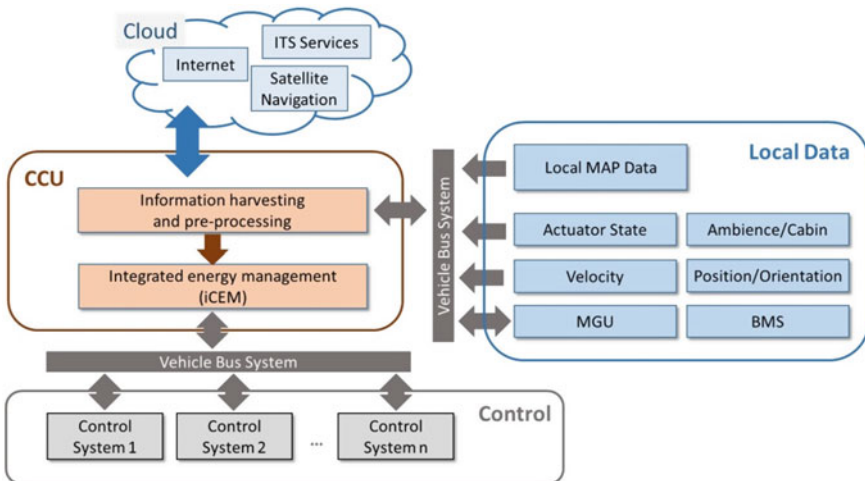 Cloud
ITS Services
Internet
Satellite
Navigation
CCU
Information harvesting
and pre-processing
Integrated energy management
(iCEM)
Vehicle Bus System
Local Data
Local MAP Data
Actuator State
Ambience/Cabin
Velocity
Position/Orientation
MGU
BMS
Vehicle Bus System
Control
Control
System 1
Control
System 2
...
Control
System n